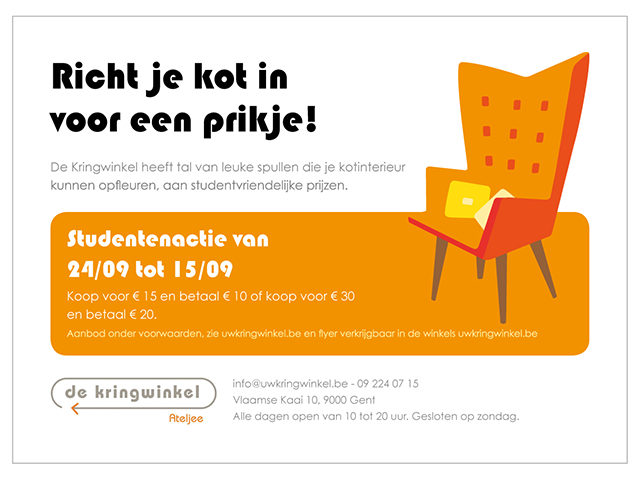 Richt je kot in
voor een prikje!
De Kringwinkel heeft tal van leuke spullen die je kotinterieur
kunnen opfleuren, aan studentvriendelijke prijzen.
Studentenactie van
24/09 tot 15/09
Koop voor € 15 en betaal € 10 of koop voor € 30
en betaal € 20.
Aanbod onder voorwaarden, zie uwkringwinkel.be en flyer verkrijgbaar in de winkels uwkringwinkel.be
de kringwinkel
Ateljee
info@uwkringwinkel.be - 09 224 07 15
Vlaamse Kaai 10, 9000 Gent
Alle dagen open van 10 tot 20 uur. Gesloten op zondag.